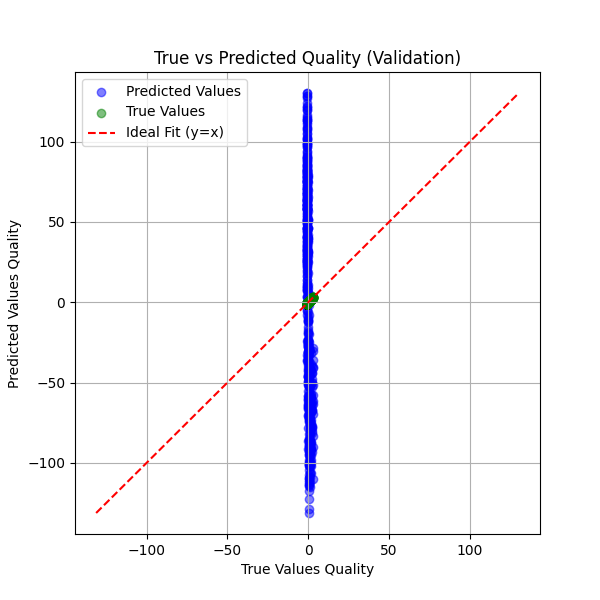 True vs Predicted Quality (Validation)
Predicted Values
True Values
Ideal Fit (y=x)
100
50
0
−50
−100
Predicted Values Quality
−100 −50 0 50 100
True Values Quality